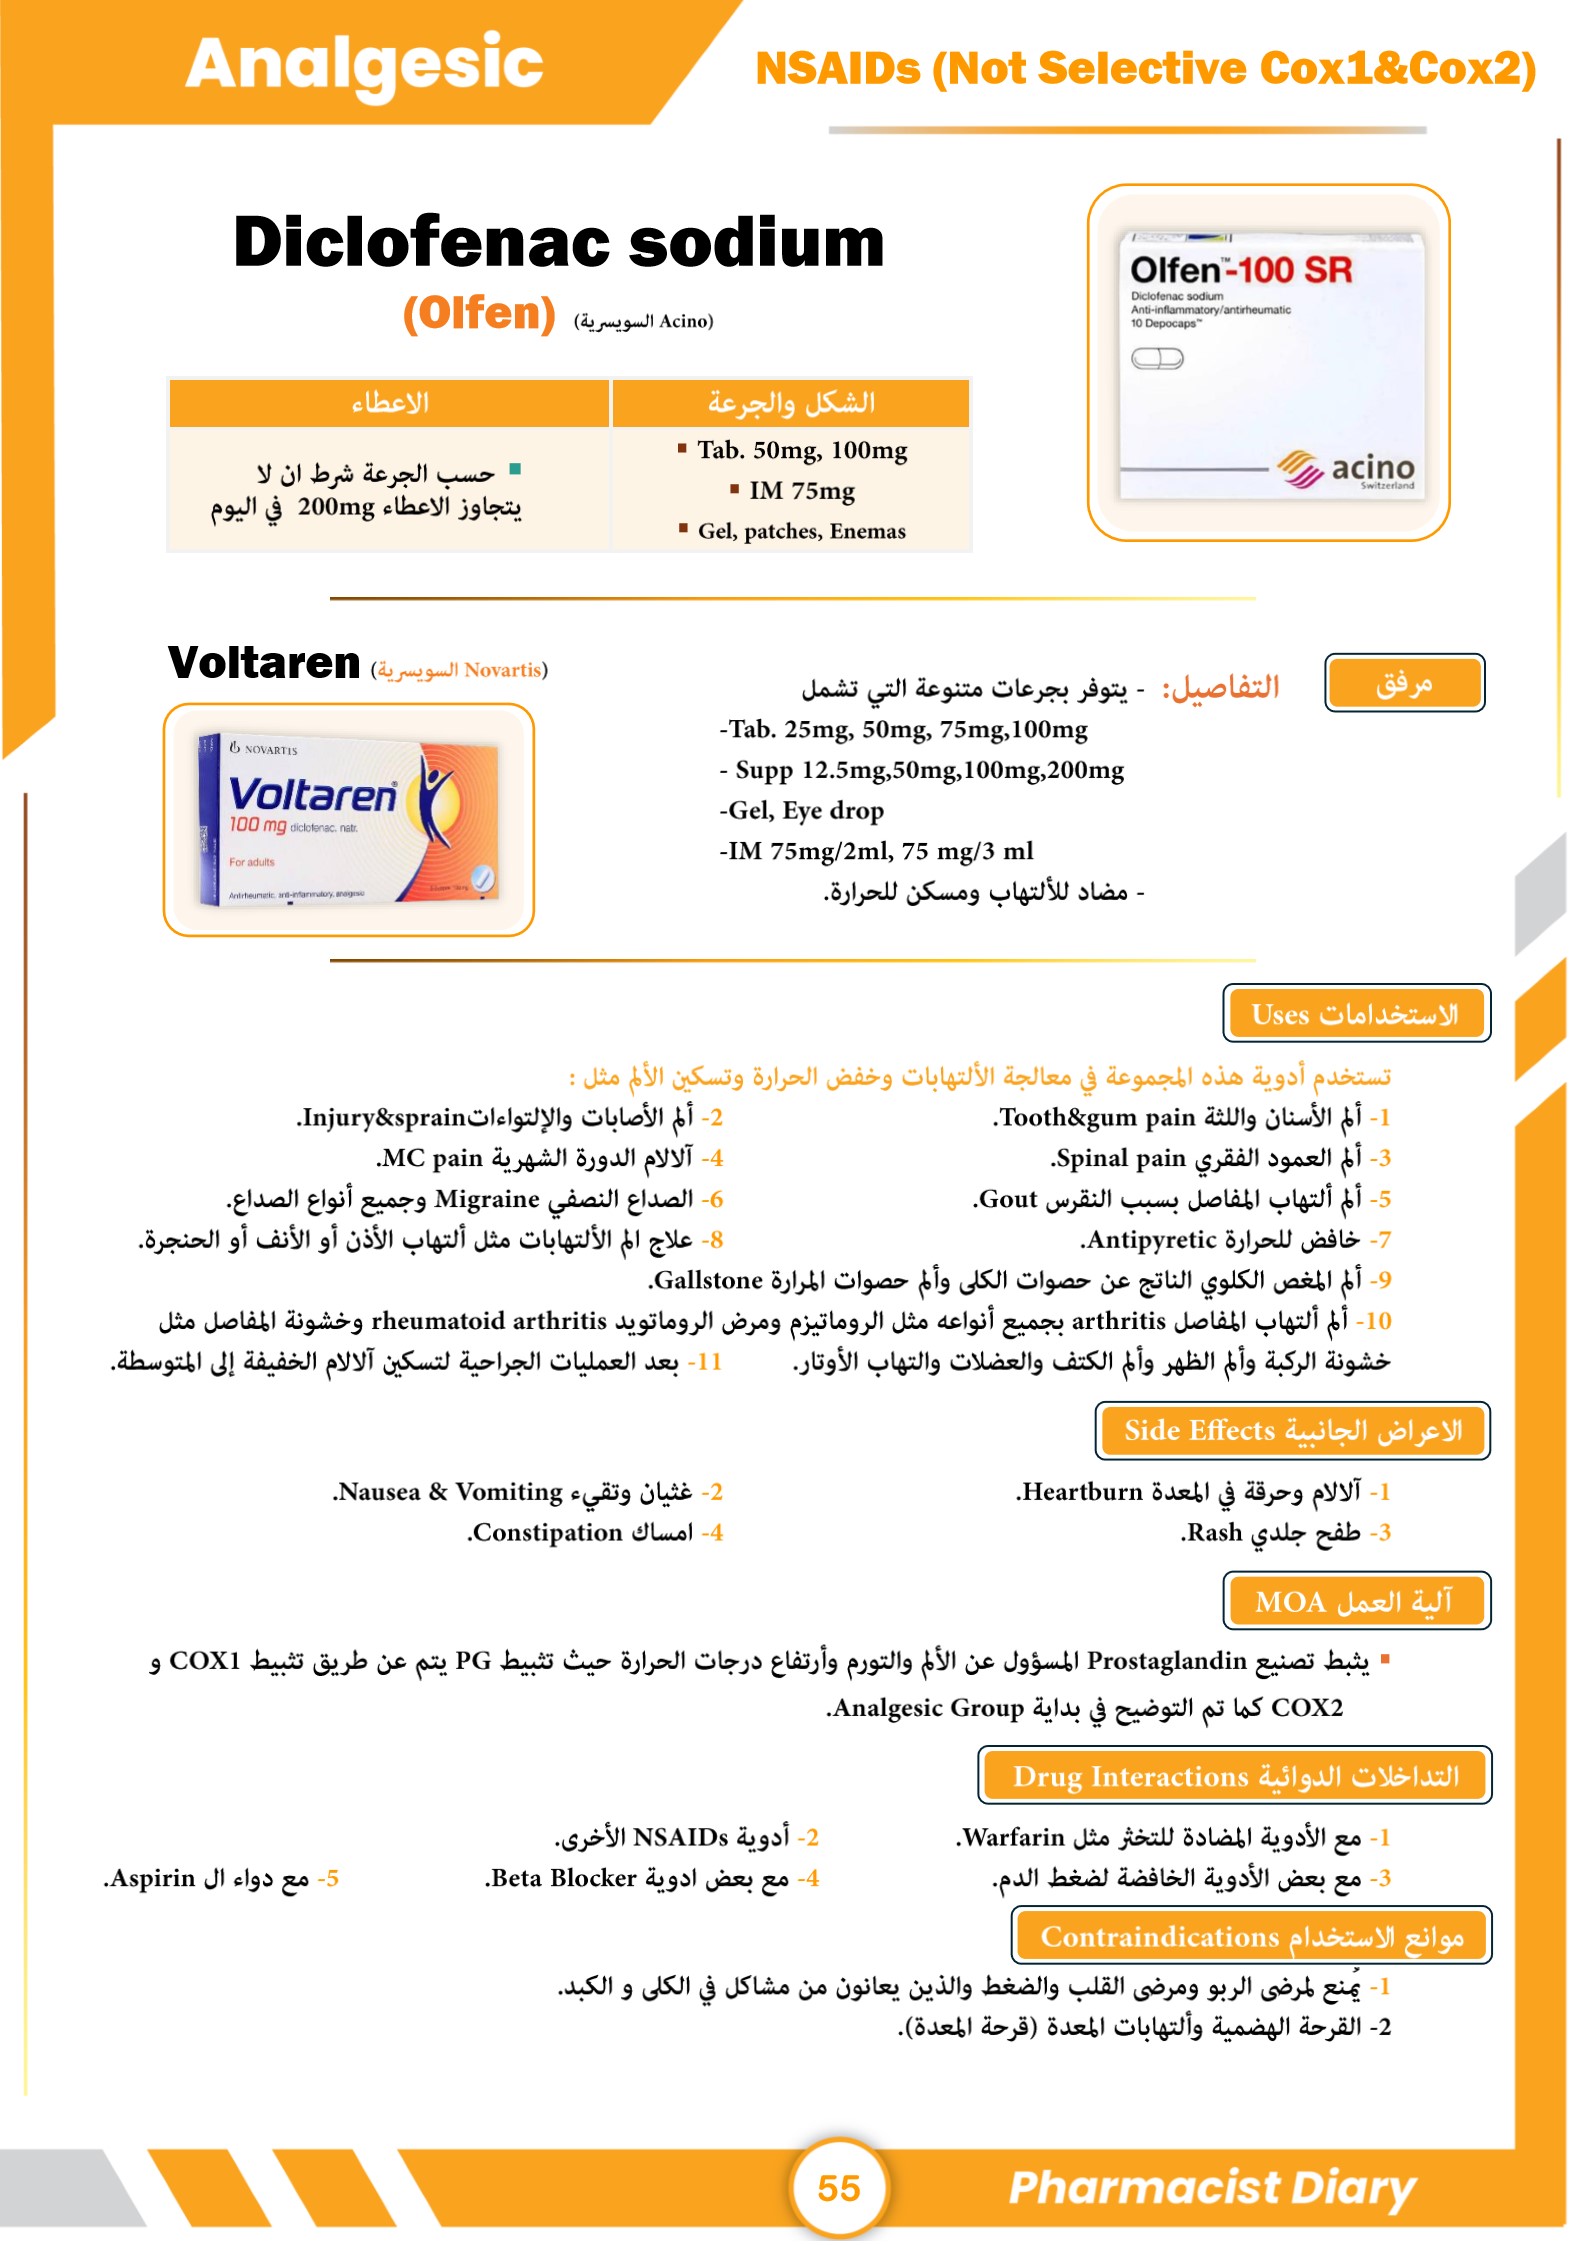 Analgesic
NSAIDs (Not Selective Cox1&Cox2)
Diclofenac sodium
(Olfen) (Acino السويسرية)
Olfen™-100 SR
Diclofenac sodium
Anti-inflammatory/antirheumatic
10 Depocaps™
acino
Switzerland
الشكل والجرعة
الاعطاء
▪ Tab. 50mg, 100mg
▪ IM 75mg
▪ Gel, patches, Enemas
▪ حسب الجرعة شرط ان لا
يتجاوز الاعطاء 200mg في اليوم
Voltaren (Novartis السويسرية)
NOVARTIS
Voltaren®
100 mg diclofenac. natr.
For adults
Antirheumatic, anti-inflammatory, analgesic
مرفق
التفاصيل: - يتوفر بجرعات متنوعة التي تشمل
-Tab. 25mg, 50mg, 75mg,100mg
- Supp 12.5mg,50mg,100mg,200mg
-Gel, Eye drop
-IM 75mg/2ml, 75 mg/3 ml
- مضاد للألتهاب ومسكن للحرارة.
الاستخدامات Uses
تستخدم أدوية هذه المجموعة في معالجة الألتهابات وخفض الحرارة وتسكين الألم مثل :
1- ألم الأسنان واللثة Tooth&gum pain. 2- ألم الأصابات والإلتواءاتInjury&sprain.
3- ألم العمود الفقري Spinal pain. 4- آلالام الدورة الشهرية MC pain.
5- ألم ألتهاب المفاصل بسبب النقرس Gout. 6- الصداع النصفي Migraine وجميع أنواع الصداع.
7- خافض للحرارة Antipyretic. 8- علاج الم الألتهابات مثل ألتهاب الأذن أو الأنف أو الحنجرة.
9- ألم المغص الكلوي الناتج عن حصوات الكلى وألم حصوات المرارة Gallstone.
10- ألم ألتهاب المفاصل arthritis بجميع أنواعه مثل الروماتيزم ومرض الروماتويد rheumatoid arthritis وخشونة المفاصل مثل
خشونة الركبة وألم الظهر وألم الكتف والعضلات والتهاب الأوتار. 11- بعد العمليات الجراحية لتسكين آلالام الخفيفة إلى المتوسطة.
الاعراض الجانبية Side Effects
1- آلالام وحرقة في المعدة Heartburn. 2- غثيان وتقيء Nausea & Vomiting.
3- طفح جلدي Rash. 4- امساك Constipation.
آلية العمل MOA
▪ يثبط تصنيع Prostaglandin المسؤول عن الألم والتورم وأرتفاع درجات الحرارة حيث تثبيط PG يتم عن طريق تثبيط COX1 و
COX2 كما تم التوضيح في بداية Analgesic Group.
التداخلات الدوائية Drug Interactions
1- مع الأدوية المضادة للتخثر مثل Warfarin. 2- أدوية NSAIDs الأخرى.
3- مع بعض الأدوية الخافضة لضغط الدم. 4- مع بعض ادوية Beta Blocker. 5- مع دواء ال Aspirin.
موانع الاستخدام Contraindications
1- يُمنع لمرضى الربو ومرضى القلب والضغط والذين يعانون من مشاكل في الكلى و الكبد.
2- القرحة الهضمية وألتهابات المعدة (قرحة المعدة).
55
Pharmacist Diary